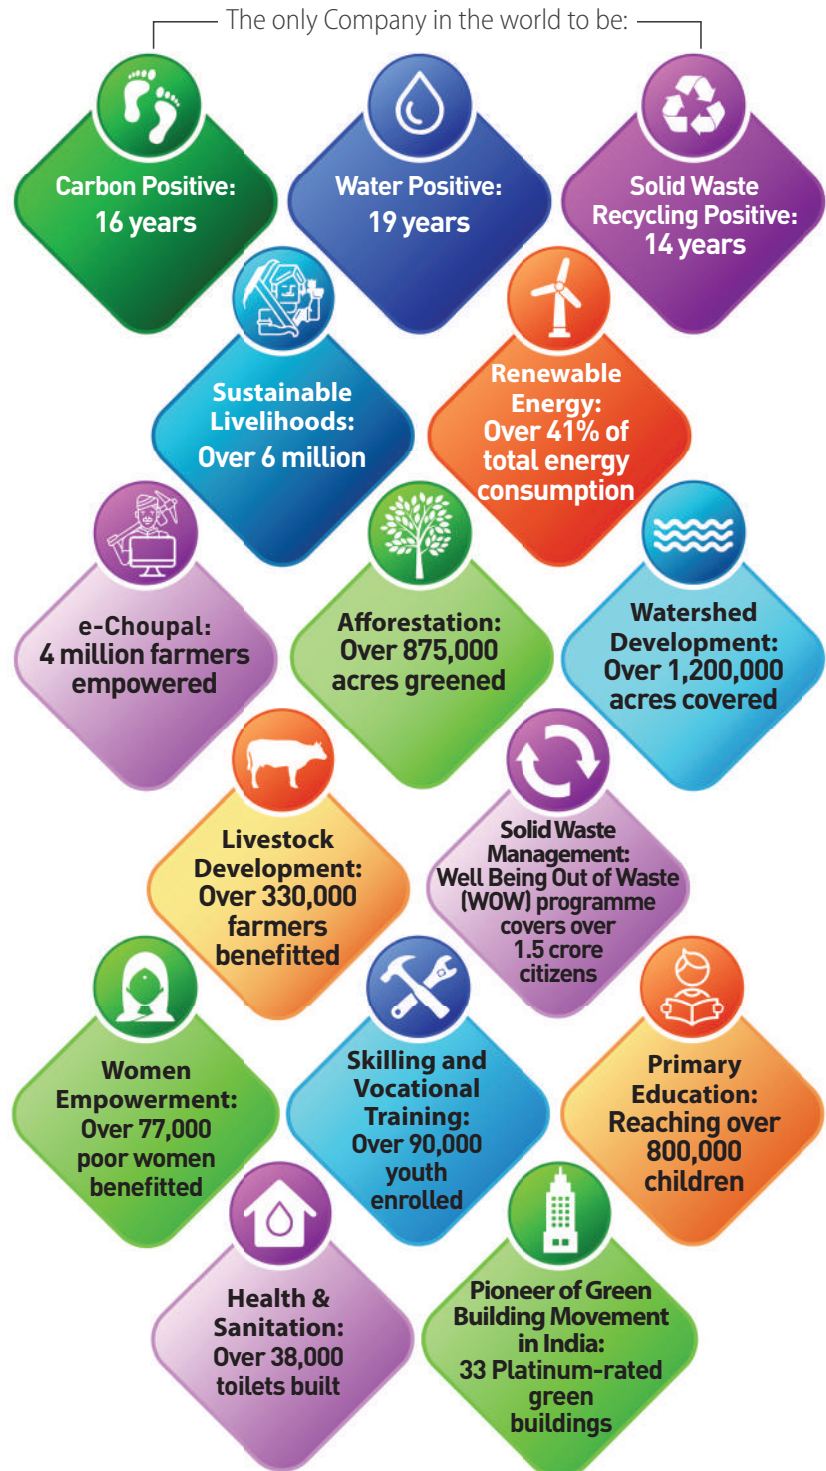 The only Company in the world to be:
Carbon Positive:
16 years
Water Positive:
19 years
Solid Waste
Recycling Positive:
14 years
Sustainable
Livelihoods:
Over 6 million
Renewable
Energy:
Over 41% of
total energy
consumption
e-Choupal:
4 million farmers
empowered
Afforestation:
Over 875,000
acres greened
Watershed
Development:
Over 1,200,000
acres covered
Livestock
Development:
Over 330,000
farmers
benefitted
Solid Waste
Management:
Well Being Out of Waste
(WOW) programme
covers over
1.5 crore
citizens
Women
Empowerment:
Over 77,000
poor women
benefitted
Skilling and
Vocational
Training:
Over 90,000
youth
enrolled
Primary
Education:
Reaching over
800,000
children
Health &
Sanitation:
Over 38,000
toilets built
Pioneer of Green
Building Movement
in India:
33 Platinum-rated
green
buildings